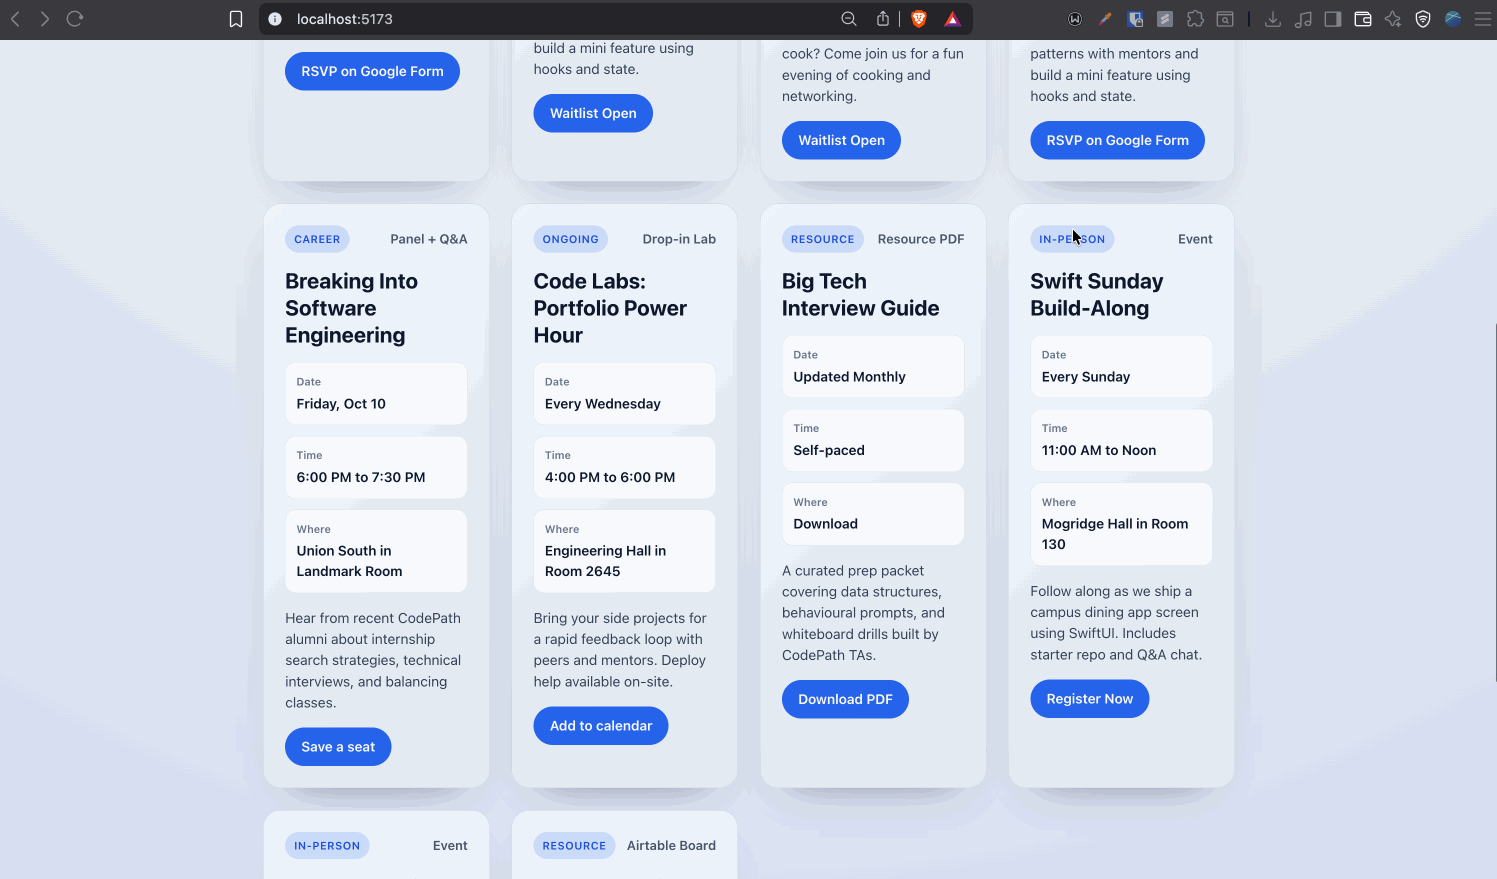 localhost:5173
RSVP on Google Form
build a mini feature using
hooks and state.
Waitlist Open
cook? Come join us for a fun
evening of cooking and
networking.
Waitlist Open
patterns with mentors and
build a mini feature using
hooks and state.
RSVP on Google Form
CAREER
Panel + Q&A
Breaking Into
Software
Engineering
Date
Friday, Oct 10
Time
6:00 PM to 7:30 PM
Where
Union South in
Landmark Room
Hear from recent CodePath
alumni about internship
search strategies, technical
interviews, and balancing
classes.
Save a seat
ONGOING
Drop-in Lab
Code Labs:
Portfolio Power
Hour
Date
Every Wednesday
Time
4:00 PM to 6:00 PM
Where
Engineering Hall in
Room 2645
Bring your side projects for
a rapid feedback loop with
peers and mentors. Deploy
help available on-site.
Add to calendar
RESOURCE
Resource PDF
Big Tech
Interview Guide
Date
Updated Monthly
Time
Self-paced
Where
Download
A curated prep packet
covering data structures,
behavioural prompts, and
whiteboard drills built by
CodePath TAs.
Download PDF
IN-PERSON
Event
Swift Sunday
Build-Along
Date
Every Sunday
Time
11:00 AM to Noon
Where
Mogridge Hall in Room
130
Follow along as we ship a
campus dining app screen
using SwiftUI. Includes
starter repo and Q&A chat.
Register Now
IN-PERSON
Event
RESOURCE
Airtable Board